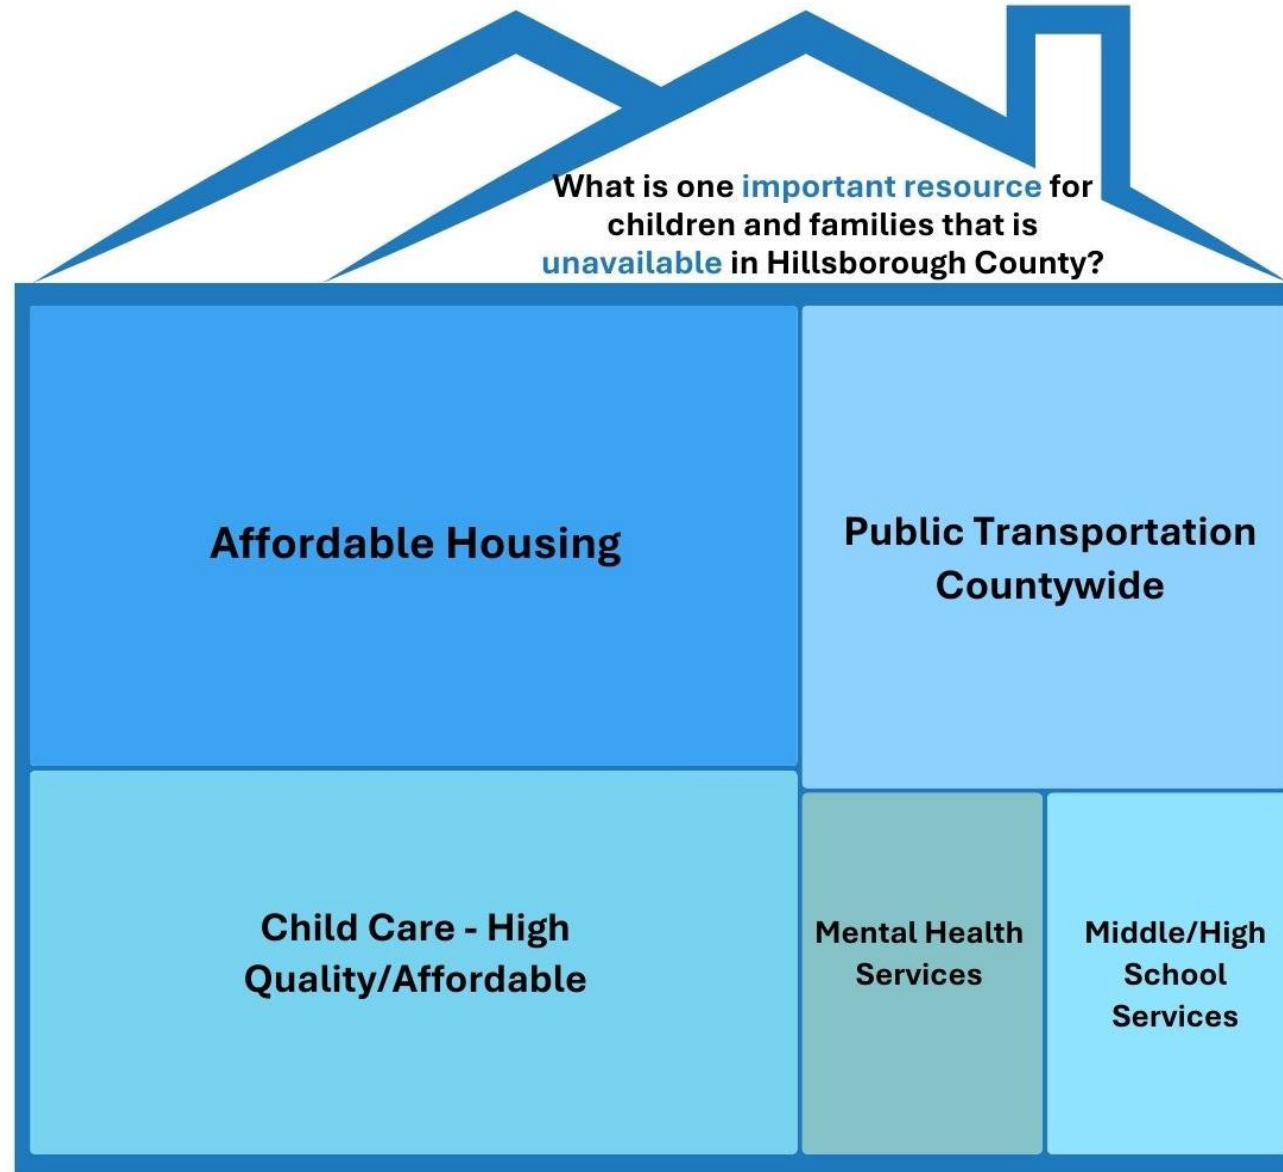 What is one important resource for
children and families that is
unavailable in Hillsborough County?
Affordable Housing
Public Transportation
Countywide
Child Care - High
Quality/Affordable
Mental Health
Services
Middle/High
School
Services